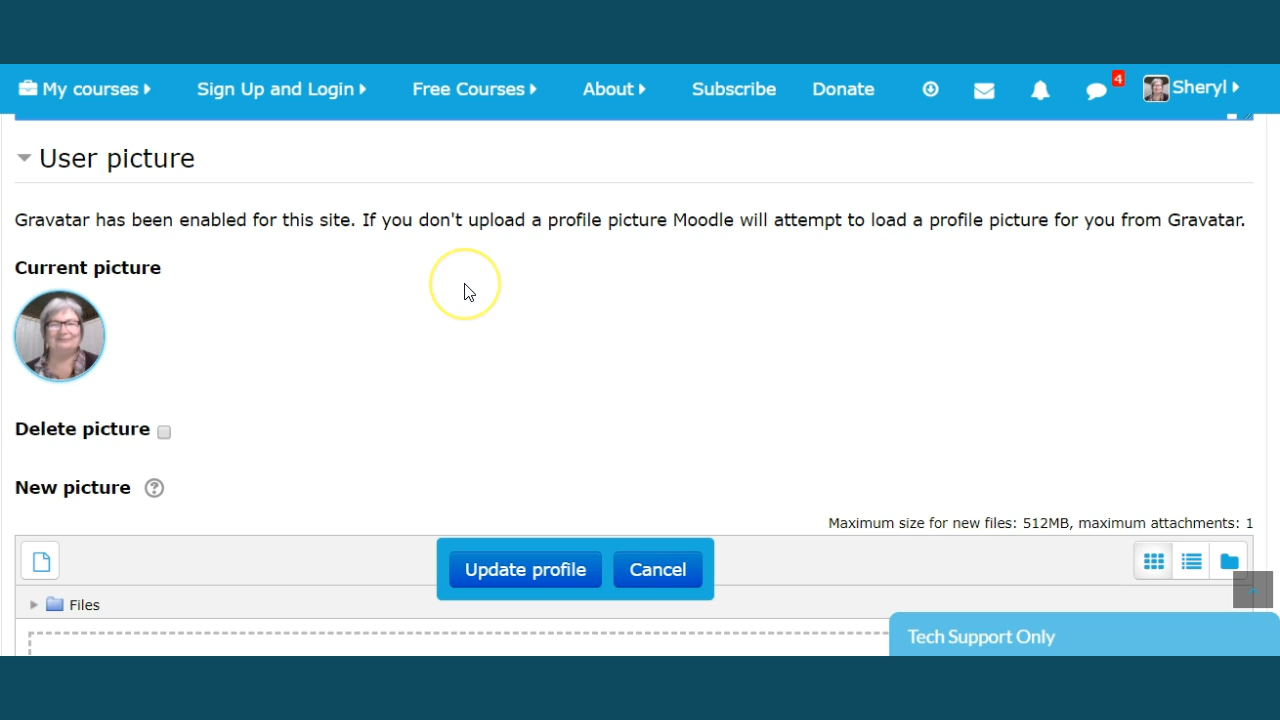 My courses Sign Up and Login Free Courses About Subscribe Donate 4 Sheryl
User picture
Gravatar has been enabled for this site. If you don't upload a profile picture Moodle will attempt to load a profile picture for you from Gravatar.
Current picture
Delete picture
New picture ?
Maximum size for new files: 512MB, maximum attachments: 1
Update profile Cancel
Files
Tech Support Only